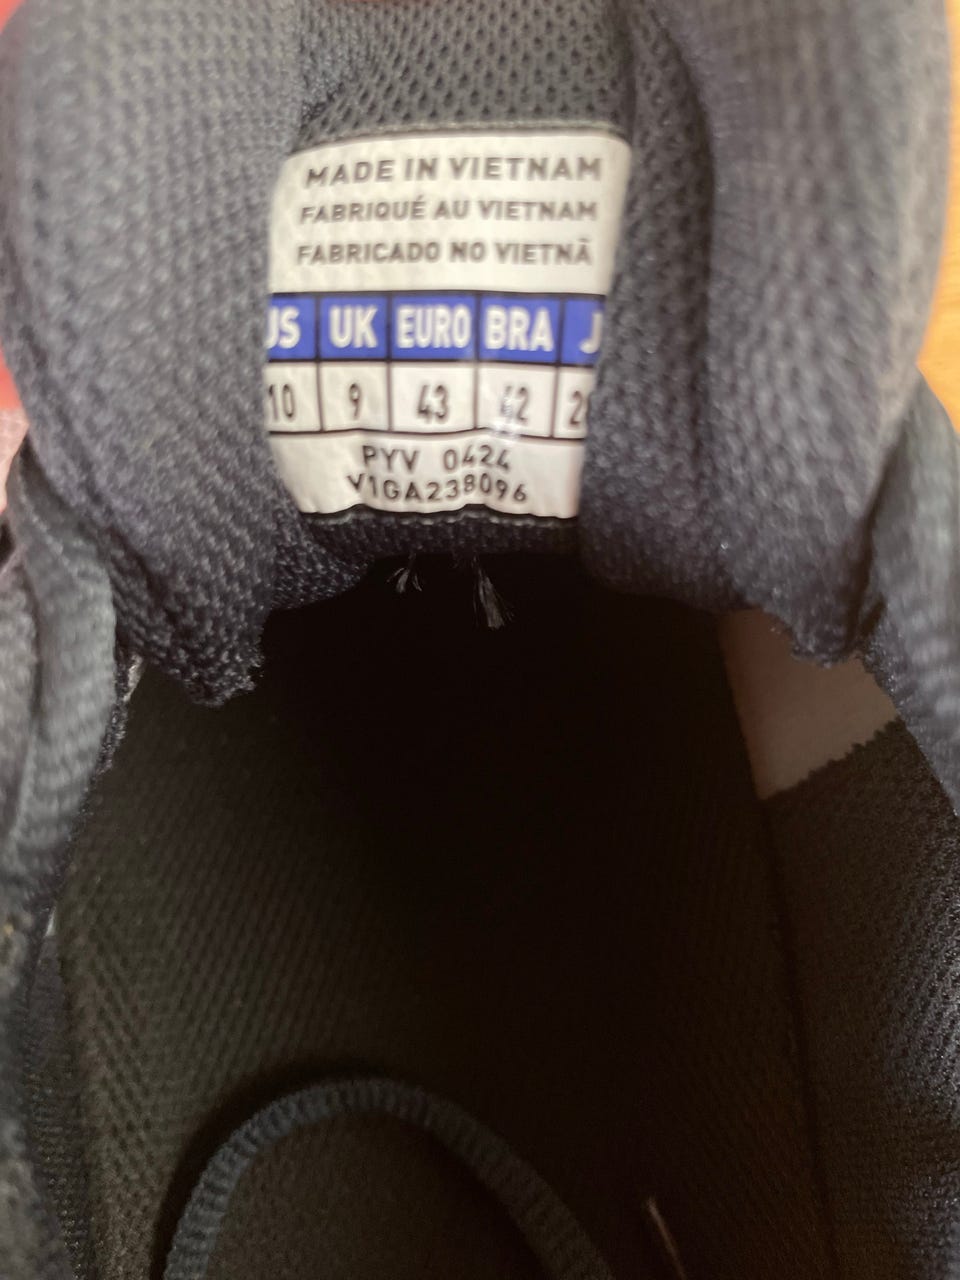 MADE IN VIETNAM
FABRIQUÉ AU VIETNAM
FABRICADO NO VIETNÃ
US UK EURO BRA J
10 9 43 42 2
PYV 0424
V1GA238096